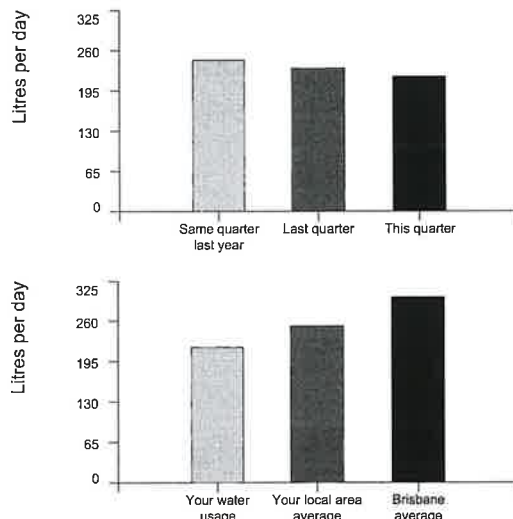 Litres per day
325
260
195
130
65
0
Same quarter
last year
Last quarter
This quarter
Litres per day
325
260
195
130
65
0
Your water
usage
Your local area
average
Brisbane
average